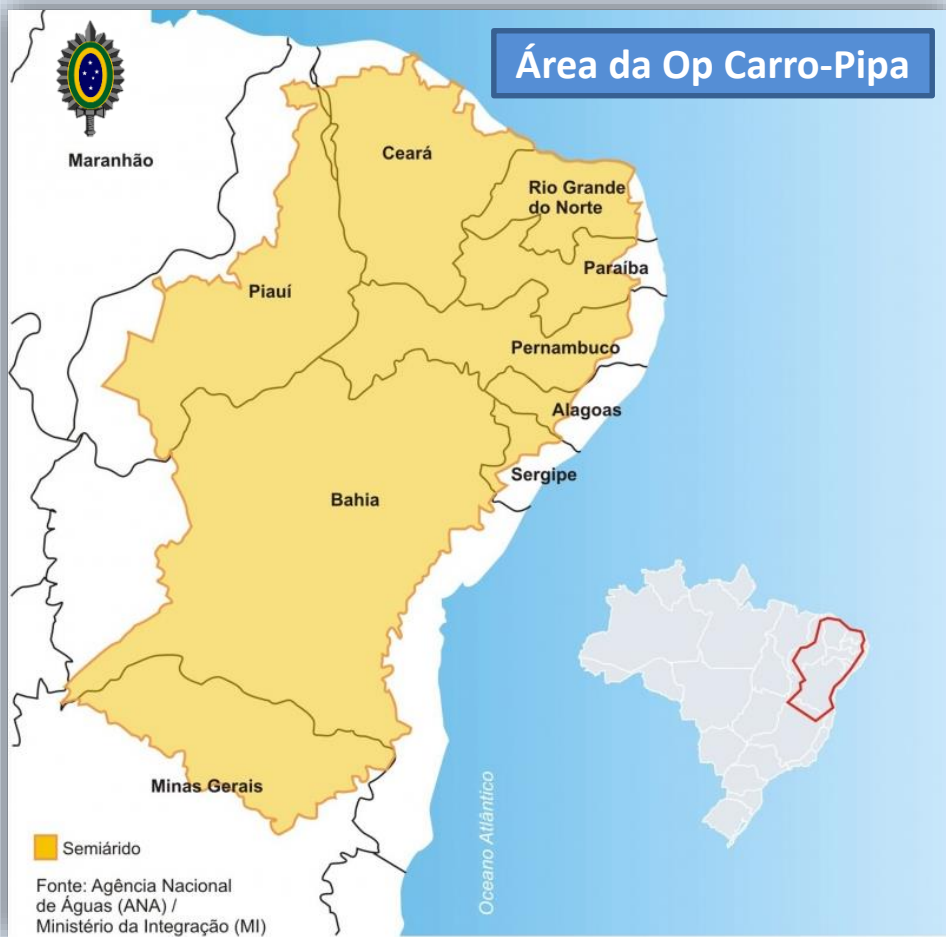 Área da Op Carro-Pipa
Maranhão
Ceará
Rio Grande
do Norte
Paraíba
Piauí
Pernambuco
Alagoas
Sergipe
Bahia
Minas Gerais
Oceano Atlântico
Semiárido
Fonte: Agência Nacional
de Águas (ANA) /
Ministério da Integração (MI)